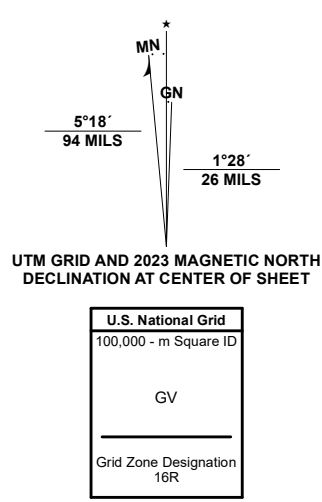 ★
MN
GN
5°18´
94 MILS
1°28´
26 MILS
UTM GRID AND 2023 MAGNETIC NORTH
DECLINATION AT CENTER OF SHEET
U.S. National Grid
100,000 - m Square ID
GV
Grid Zone Designation
16R